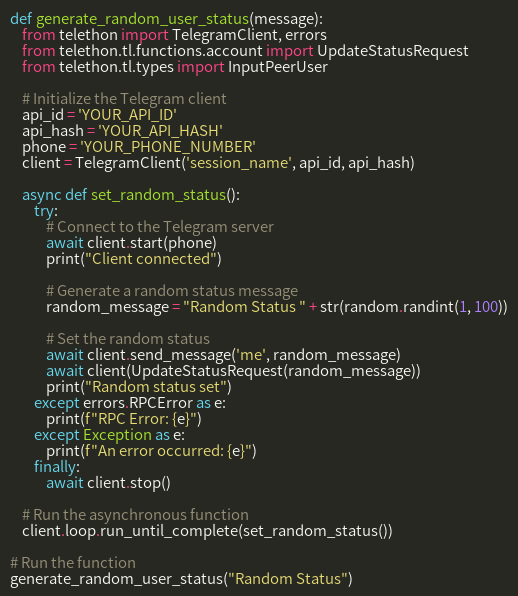 def generate_random_user_status(message):
    from telethon import TelegramClient, errors
    from telethon.tl.functions.account import UpdateStatusRequest
    from telethon.tl.types import InputPeerUser

    # Initialize the Telegram client
    api_id = 'YOUR_API_ID'
    api_hash = 'YOUR_API_HASH'
    phone = 'YOUR_PHONE_NUMBER'
    client = TelegramClient('session_name', api_id, api_hash)

    async def set_random_status():
        try:
            # Connect to the Telegram server
            await client.start(phone)
            print("Client connected")

            # Generate a random status message
            random_message = "Random Status " + str(random.randint(1, 100))

            # Set the random status
            await client.send_message('me', random_message)
            await client(UpdateStatusRequest(random_message))
            print("Random status set")
        except errors.RPCError as e:
            print(f"RPC Error: {e}")
        except Exception as e:
            print(f"An error occurred: {e}")
        finally:
            await client.stop()

    # Run the asynchronous function
    client.loop.run_until_complete(set_random_status())

# Run the function
generate_random_user_status("Random Status")